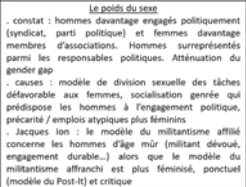 Le poids du sexe
. constat : hommes davantage engagés politiquement
(syndicat, parti politique) et femmes davantage
membres d'associations. Hommes surreprésentés
parmi les responsables politiques. Atténuation du
gender gap
. causes : modèle de division sexuelle des tâches
défavorable aux femmes, socialisation genrée qui
prédispose les hommes à l'engagement politique,
précarité / emplois atypiques plus féminins
. Jacques Ion : le modèle du militantisme affilié
concerne les hommes d'âge mûr (militant dévoué,
engagement durable…) alors que le modèle du
militantisme affranchi est plus féminisé, ponctuel
(modèle du Post-It) et critique